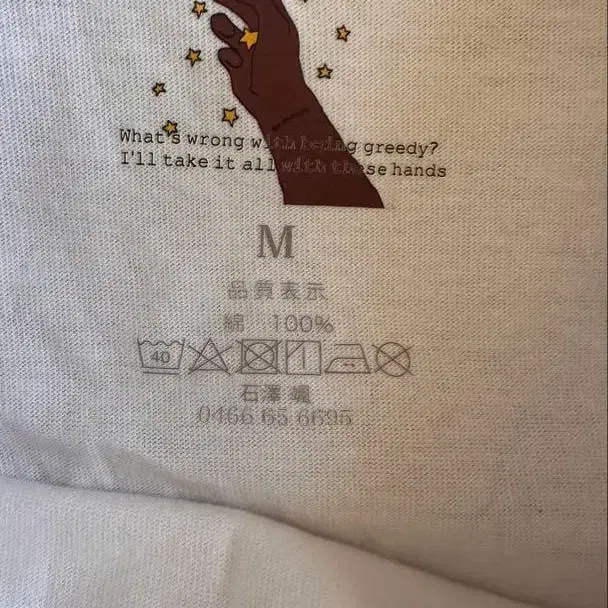 What's wrong with being greedy?
I'll take it all with these hands
M
品質表示
綿 100%
40
石澤 颯
0466 65 6695